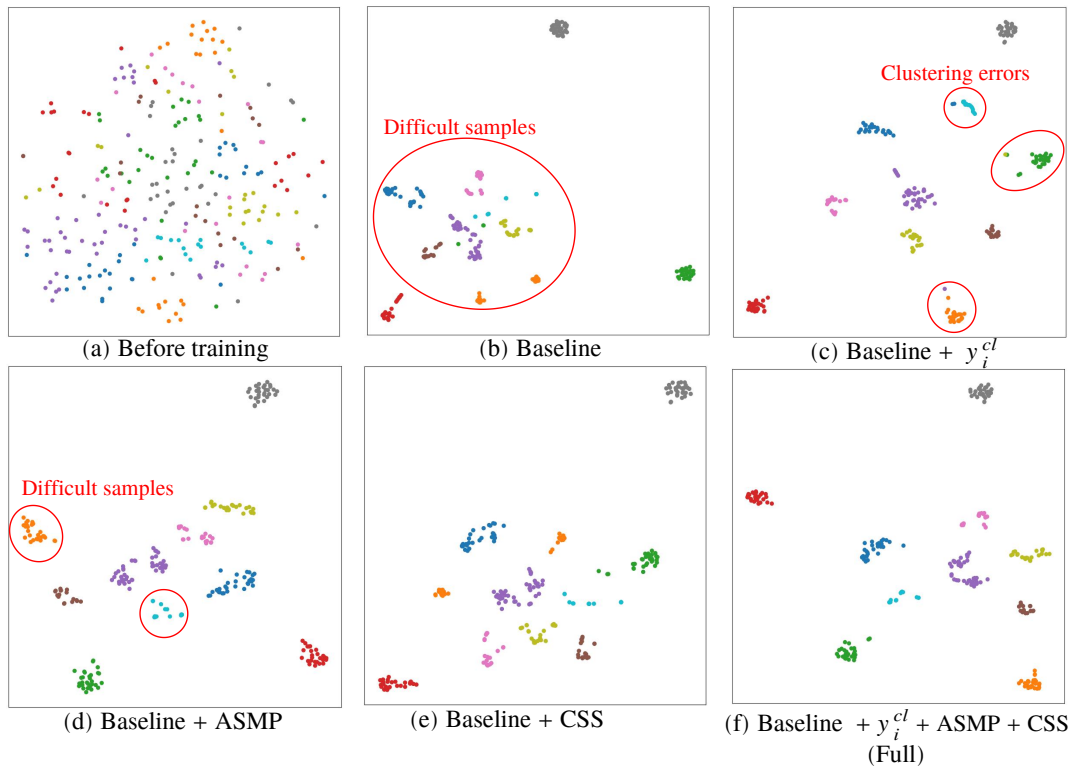 Difficult samples
Clustering errors
(a) Before training
(b) Baseline
(c) Baseline + y_i^{cl}
Difficult samples
(d) Baseline + ASMP
(e) Baseline + CSS
(f) Baseline + y_i^{cl} + ASMP + CSS
(Full)